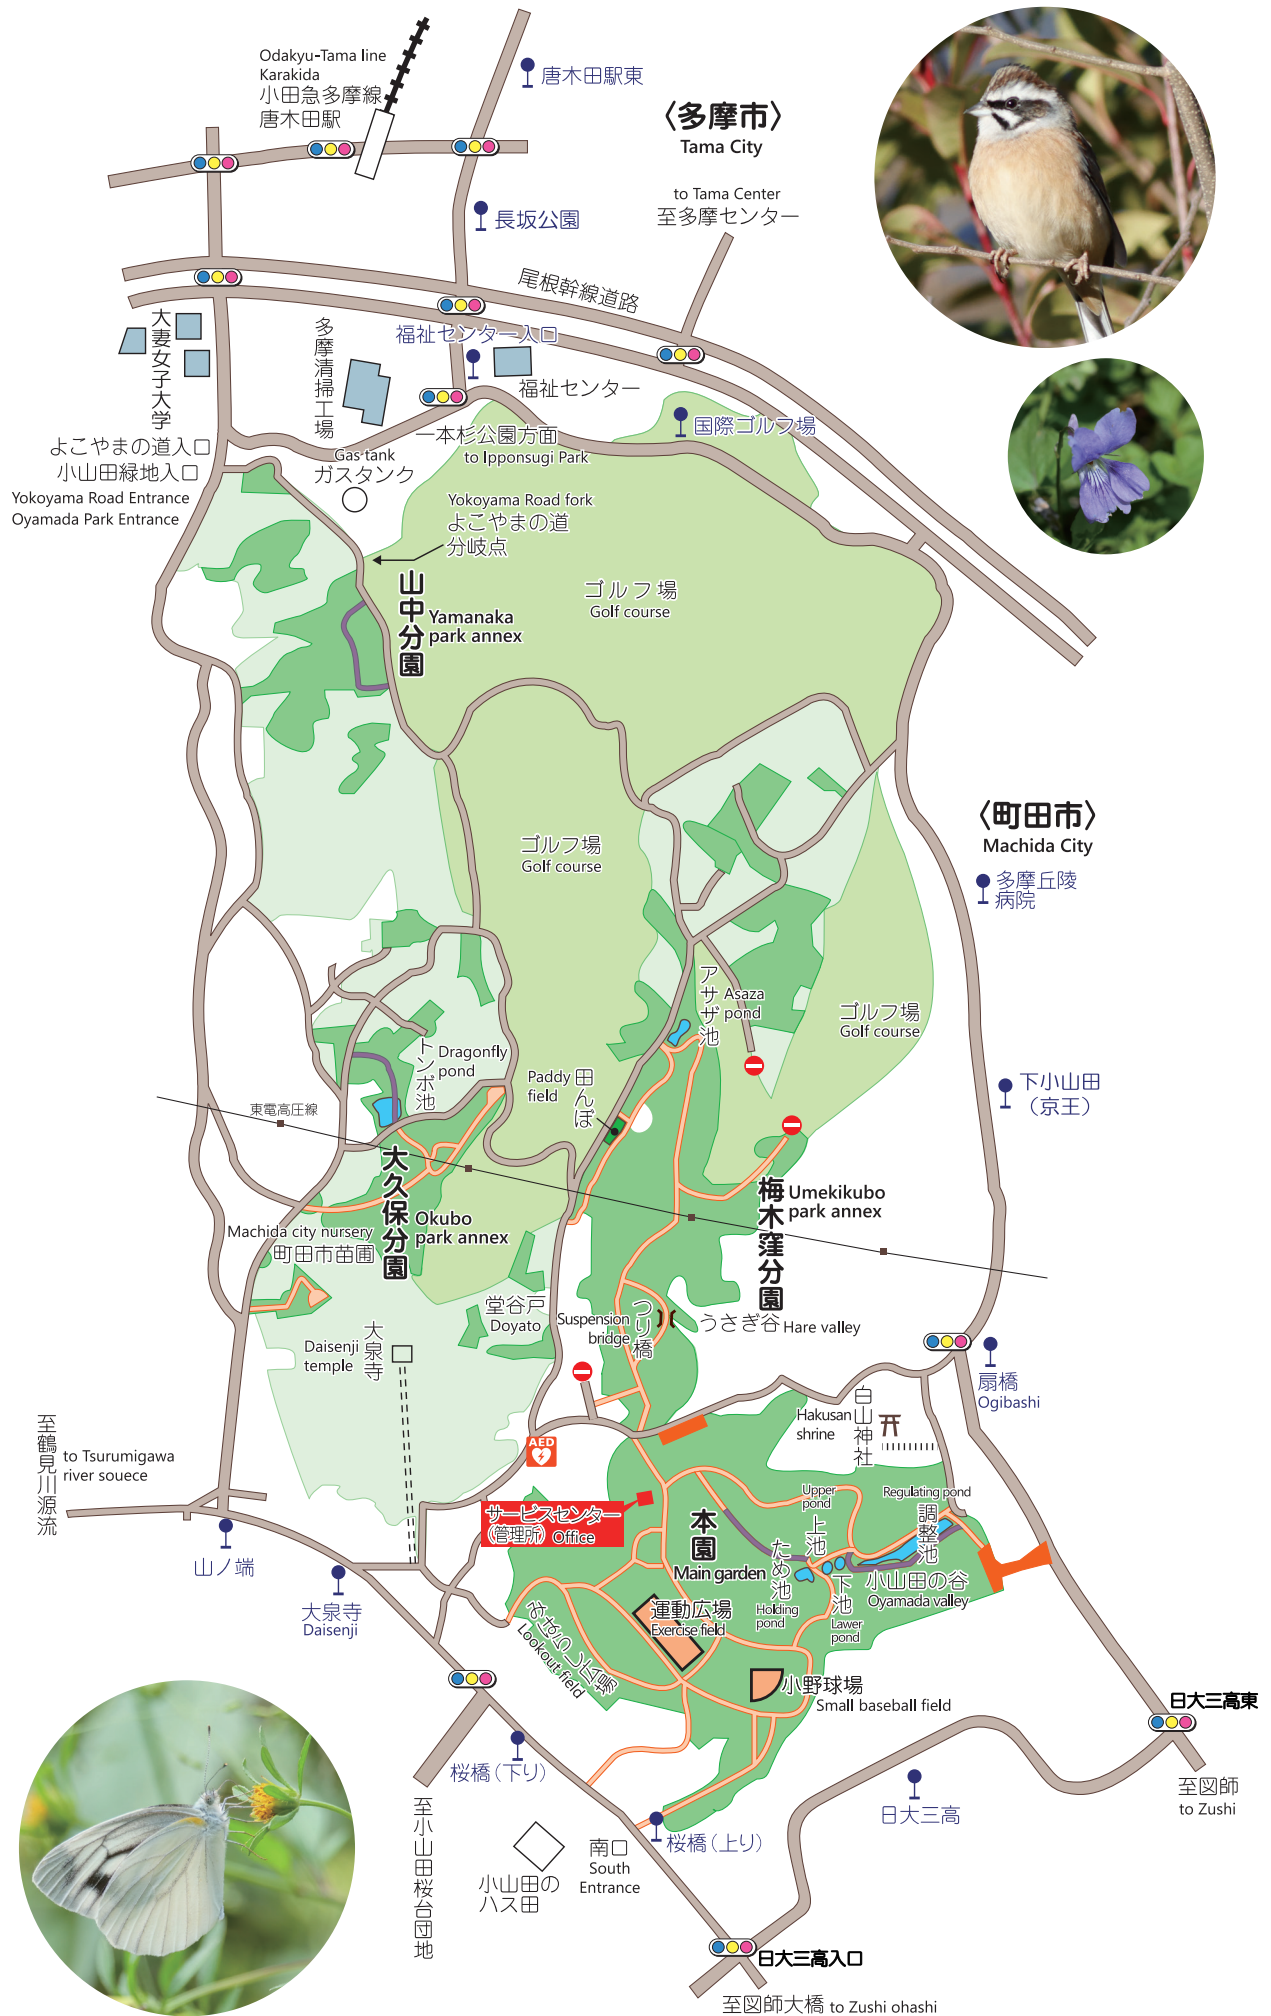 Odakyu-Tama line
Karakida
小田急多摩線
唐木田駅
唐木田駅東
〈多摩市〉
Tama City
to Tama Center
至多摩センター
長坂公園
尾根幹線道路
大妻女子大学
多摩清掃工場
福祉センター入口
福祉センター
国際ゴルフ場
一本杉公園方面
to Ipponsugi Park
よこやまの道入口
小山田緑地入口
Yokoyama Road Entrance
Oyamada Park Entrance
Gas tank
ガスタンク
Yokoyama Road fork
よこやまの道
分岐点
山中分園
Yamanaka
park annex
ゴルフ場
Golf course
ゴルフ場
Golf course
〈町田市〉
Machida City
多摩丘陵
病院
アサザ池
Asaza
pond
ゴルフ場
Golf course
トンボ池
Dragonfly
pond
Paddy
field
田んぼ
下小山田
（京王）
東電高圧線
大久保分園
Okubo
park annex
梅木窪分園
Umekikubo
park annex
Machida city nursery
町田市苗圃
堂谷戸
Doyato
Suspension
bridge
つり橋
うさぎ谷 Hare valley
Daisenji
temple
大泉寺
扇橋
Ogibashi
Hakusan
shrine
白山神社
至鶴見川源流
to Tsurumigawa
river souece
AED
サービスセンター
（管理所） Office
本園
Main garden
Upper
pond
上池
Regulating pond
調整池
ため池
Holding
pond
下池
Lawer
pond
小山田の谷
Oyamada valley
山ノ端
大泉寺
Daisenji
みはらし広場
Lookout field
運動広場
Exercise field
小野球場
Small baseball field
日大三高東
至図師
to Zushi
桜橋（下り）
日大三高
至小山田桜台団地
桜橋（上り）
南口
South
Entrance
小山田の
ハス田
日大三高入口
至図師大橋 to Zushi ohashi